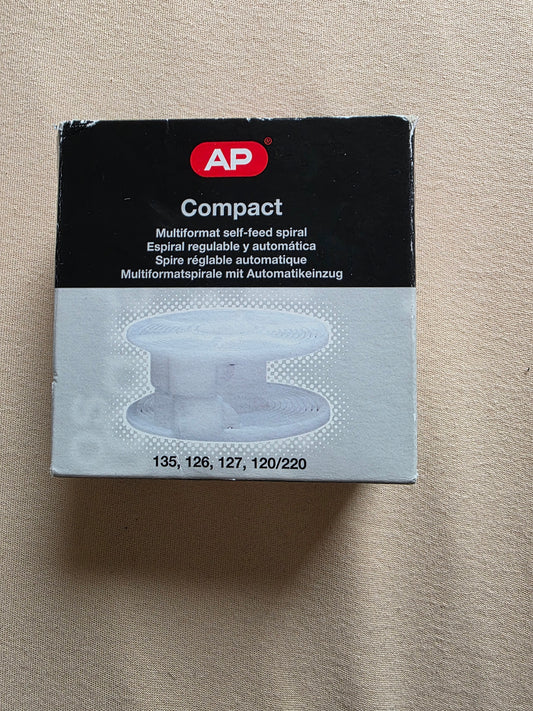 AP®
Compact
Multiformat self-feed spiral
Espiral regulable y automática
Spire réglable automatique
Multiformatspirale mit Automatikeinzug
135, 126, 127, 120/220